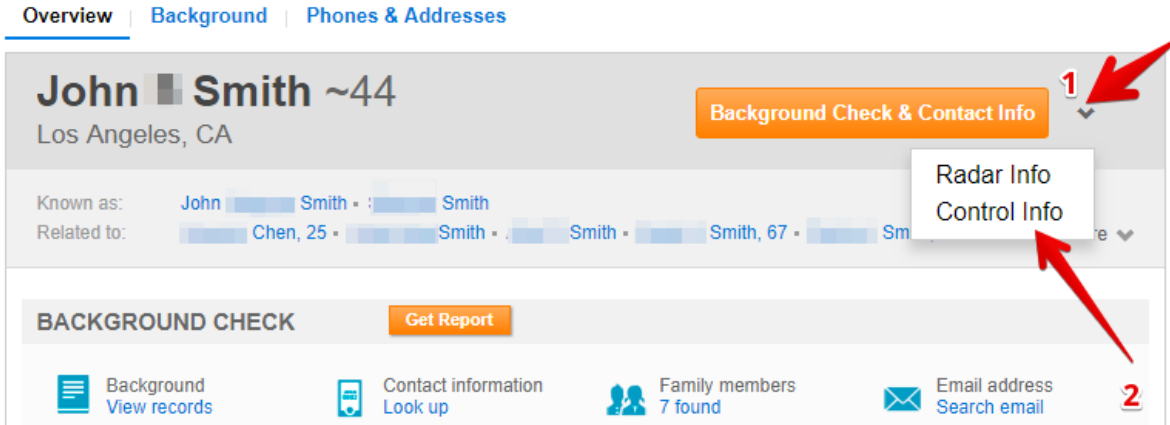 Overview | Background | Phones & Addresses
John Smith ~44
Los Angeles, CA
Background Check & Contact Info
1
Radar Info
Control Info
Known as: John Smith ▪ Smith
Related to: Chen, 25 ▪ Smith ▪ Smith ▪ Smith, 67 ▪
BACKGROUND CHECK
Get Report
Background
View records
Contact information
Look up
Family members
7 found
Email address
Search email
2